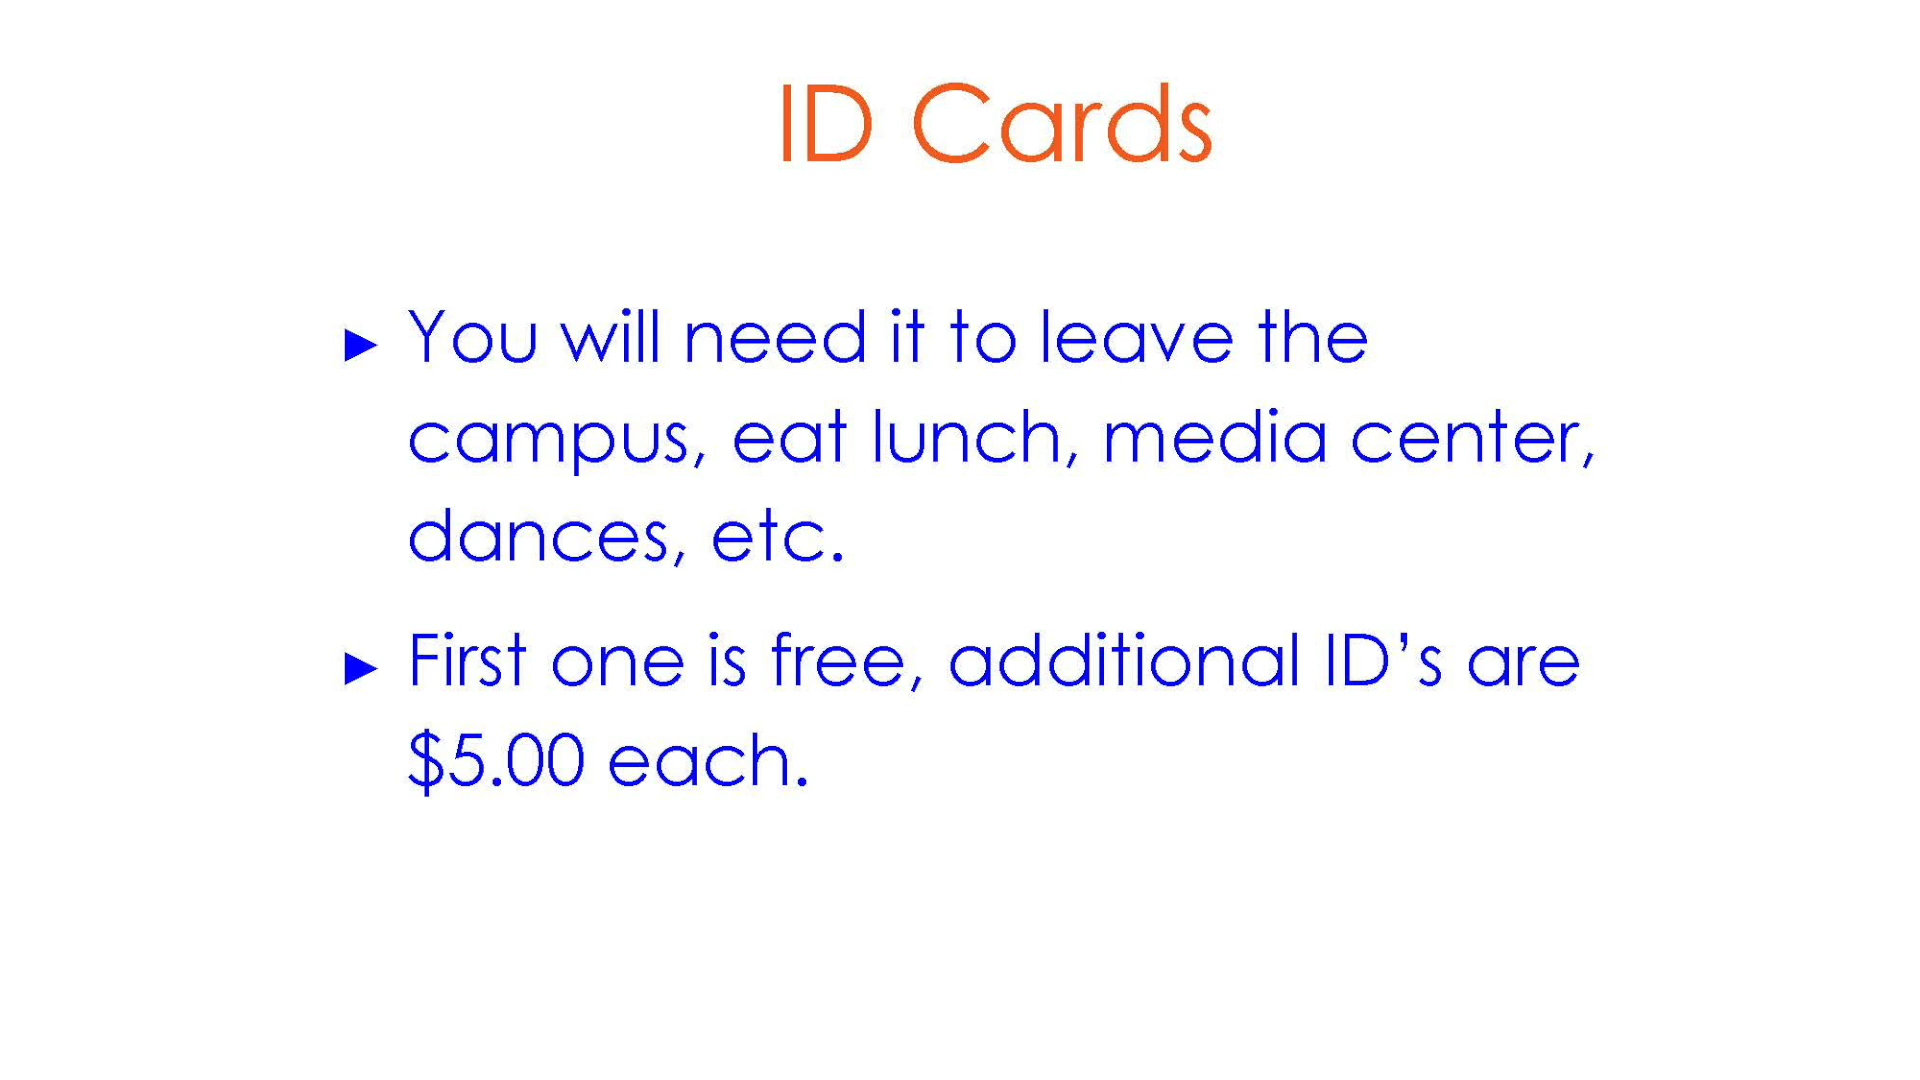 ID Cards
► You will need it to leave the
campus, eat lunch, media center,
dances, etc.
► First one is free, additional ID’s are
$5.00 each.